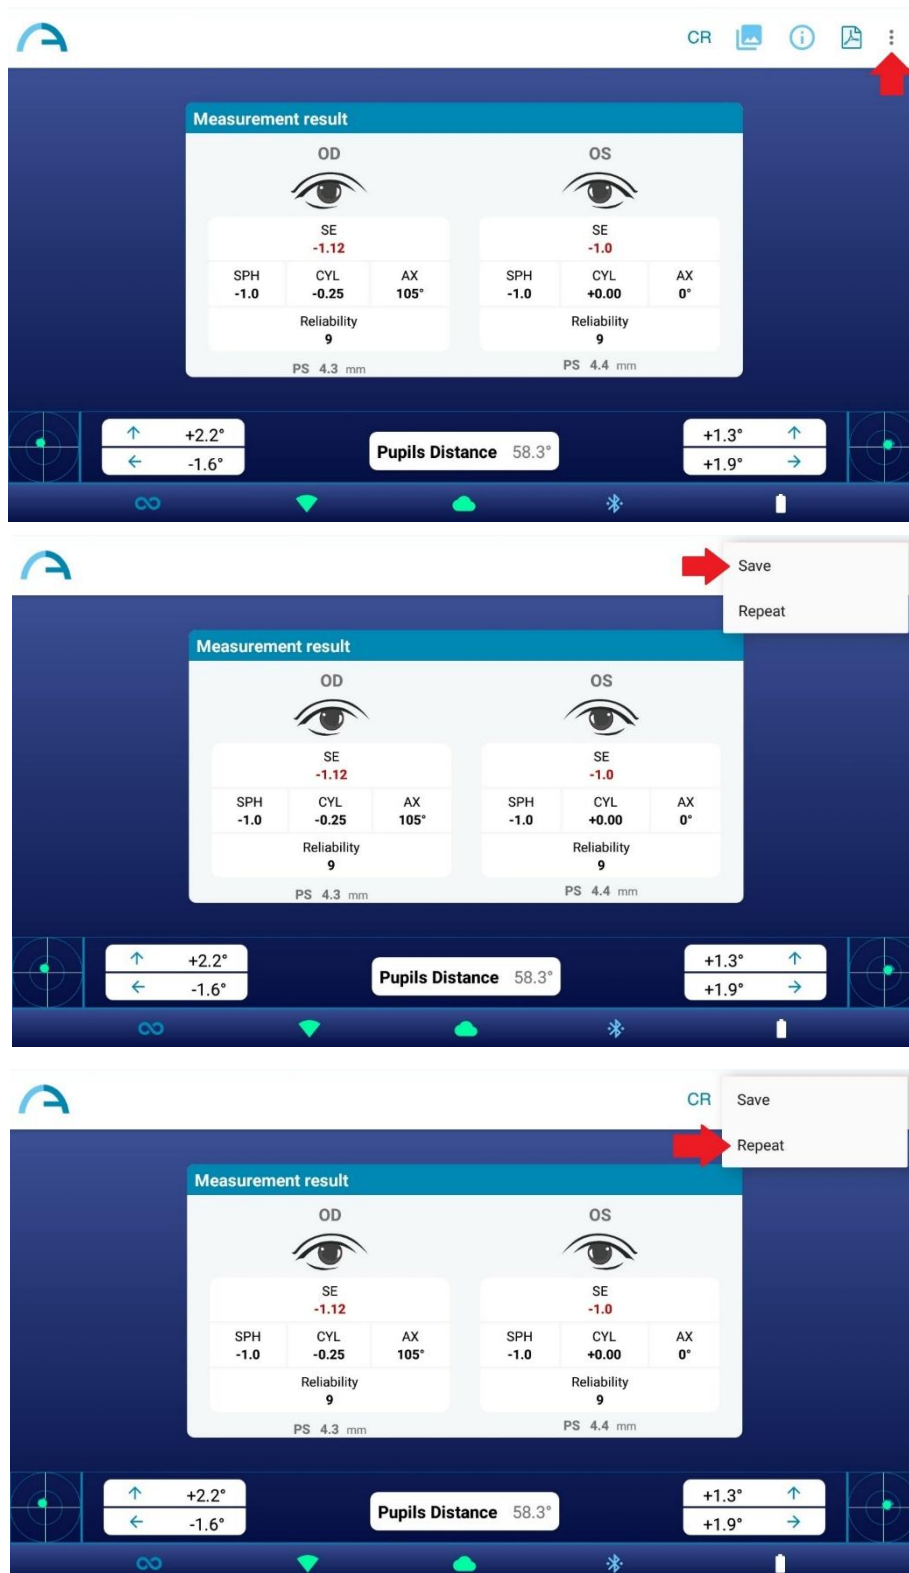 CR
Measurement result
OD OS
SE SE
-1.12 -1.0
SPH CYL AX SPH CYL AX
-1.0 -0.25 105° -1.0 +0.00 0°
Reliability Reliability
9 9
PS 4.3 mm PS 4.4 mm
+2.2° +1.3°
Pupils Distance 58.3°
-1.6° +1.9°
Save
Repeat
Measurement result
OD OS
SE SE
-1.12 -1.0
SPH CYL AX SPH CYL AX
-1.0 -0.25 105° -1.0 +0.00 0°
Reliability Reliability
9 9
PS 4.3 mm PS 4.4 mm
+2.2° +1.3°
Pupils Distance 58.3°
-1.6° +1.9°
CR Save
Repeat
Measurement result
OD OS
SE SE
-1.12 -1.0
SPH CYL AX SPH CYL AX
-1.0 -0.25 105° -1.0 +0.00 0°
Reliability Reliability
9 9
PS 4.3 mm PS 4.4 mm
+2.2° +1.3°
Pupils Distance 58.3°
-1.6° +1.9°